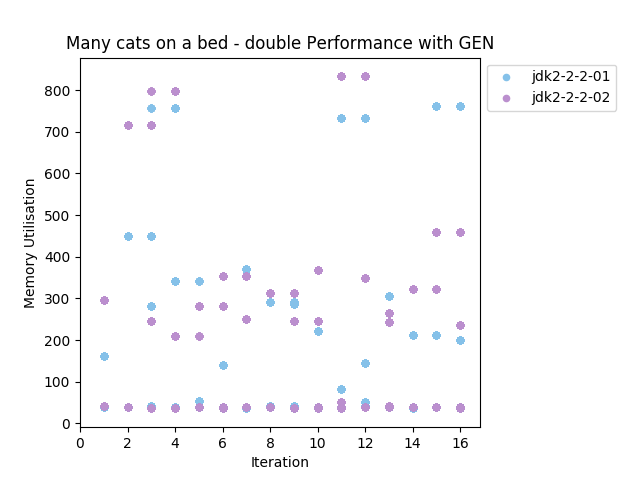 Many cats on a bed - double Performance with GEN
jdk2-2-2-01
jdk2-2-2-02
Memory Utilisation
800
700
600
500
400
300
200
100
0
0 2 4 6 8 10 12 14 16
Iteration